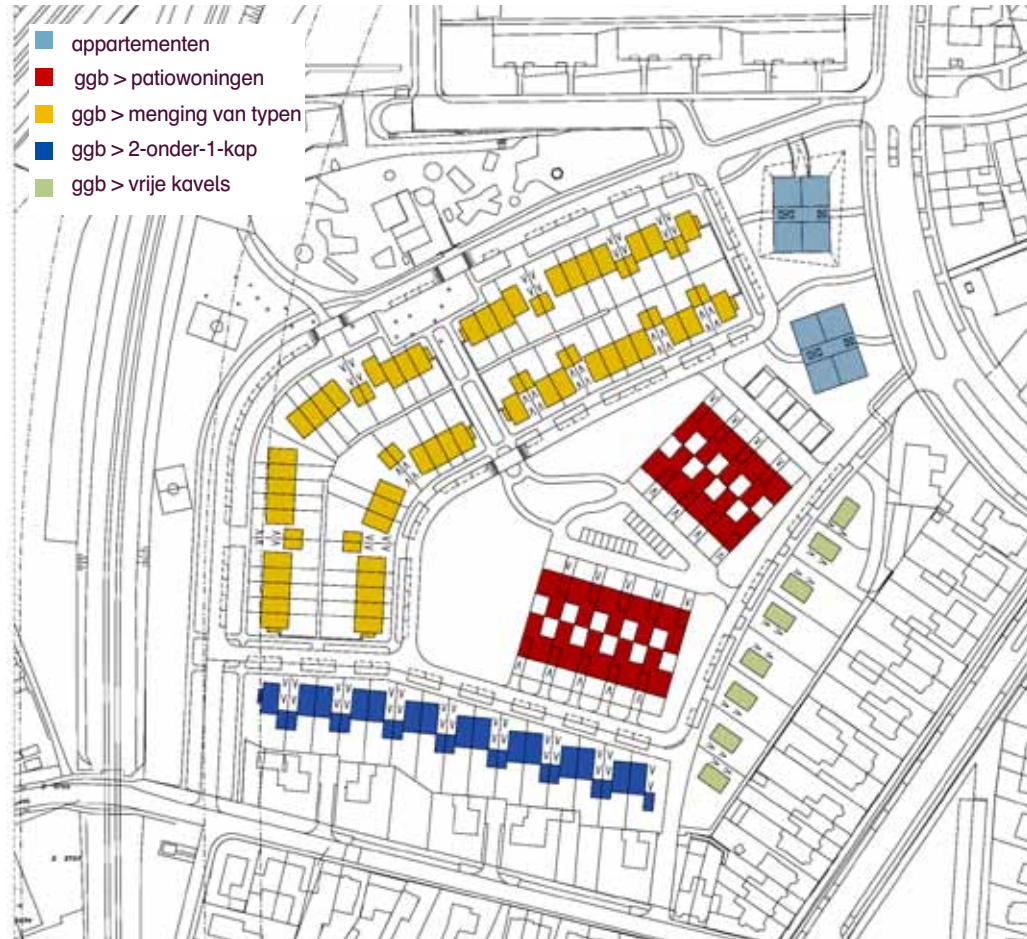 appartementen
ggb > patiowoningen
ggb > menging van typen
ggb > 2-onder-1-kap
ggb > vrije kavels